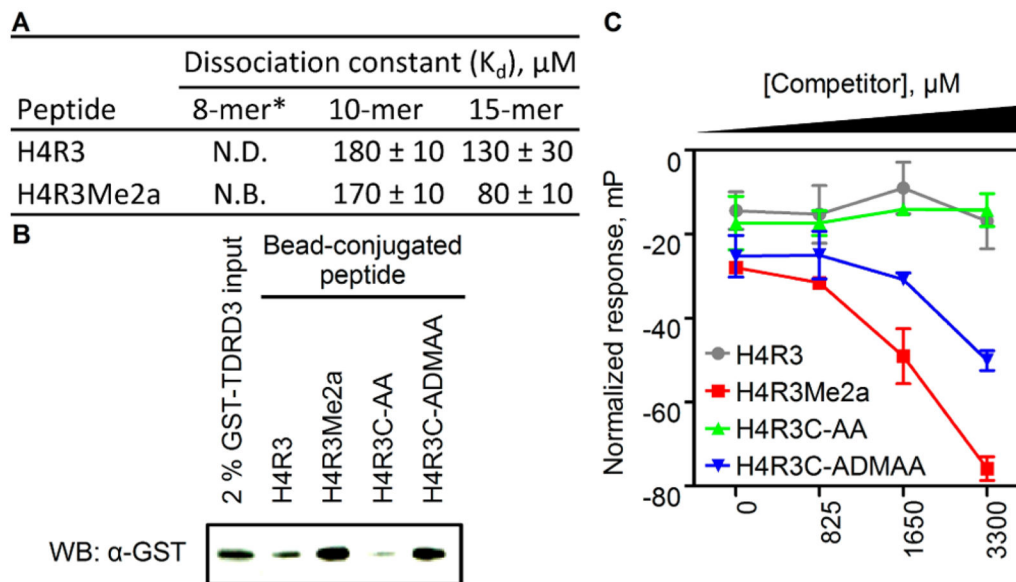 A
Dissociation constant (Kd), μM
Peptide 8-mer* 10-mer 15-mer
H4R3 N.D. 180 ± 10 130 ± 30
H4R3Me2a N.B. 170 ± 10 80 ± 10
B
2 % GST-TDRD3 input
Bead-conjugated
peptide
H4R3
H4R3Me2a
H4R3C-AA
H4R3C-ADMAA
WB: α-GST
C
[Competitor], μM
Normalized response, mP
0
-20
-40
-60
-80
H4R3
H4R3Me2a
H4R3C-AA
H4R3C-ADMAA
0
825
1650
3300